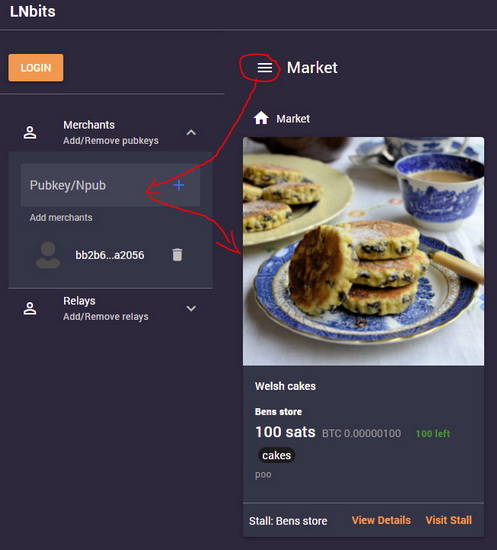 LNbits
LOGIN
Merchants
Add/Remove pubkeys
Pubkey/Npub
Add merchants
bb2b6...a2056
Relays
Add/Remove relays
Market
Market
Welsh cakes
Bens store
100 sats BTC 0.00000100 100 left
cakes
poo
Stall: Bens store View Details Visit Stall